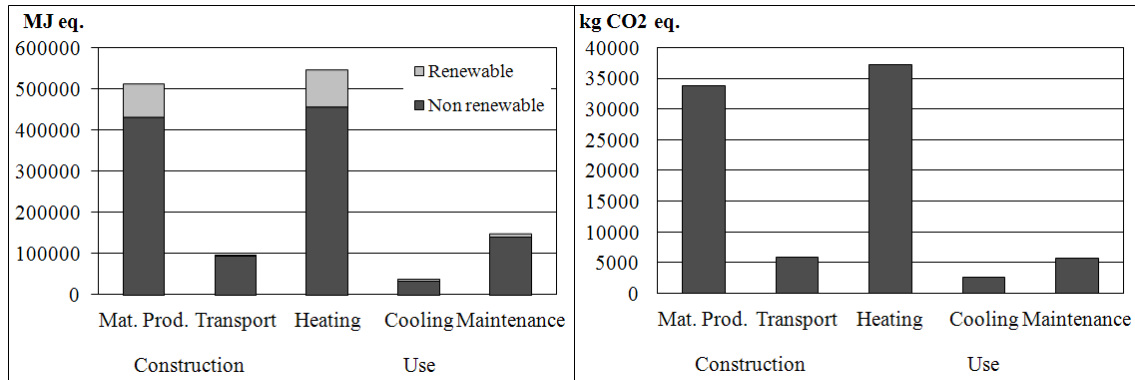 MJ eq.
600000
500000
400000
300000
200000
100000
0
Renewable
Non renewable
Mat. Prod. Transport Heating Cooling Maintenance
Construction Use
kg CO2 eq.
40000
35000
30000
25000
20000
15000
10000
5000
0
Mat. Prod. Transport Heating Cooling Maintenance
Construction Use